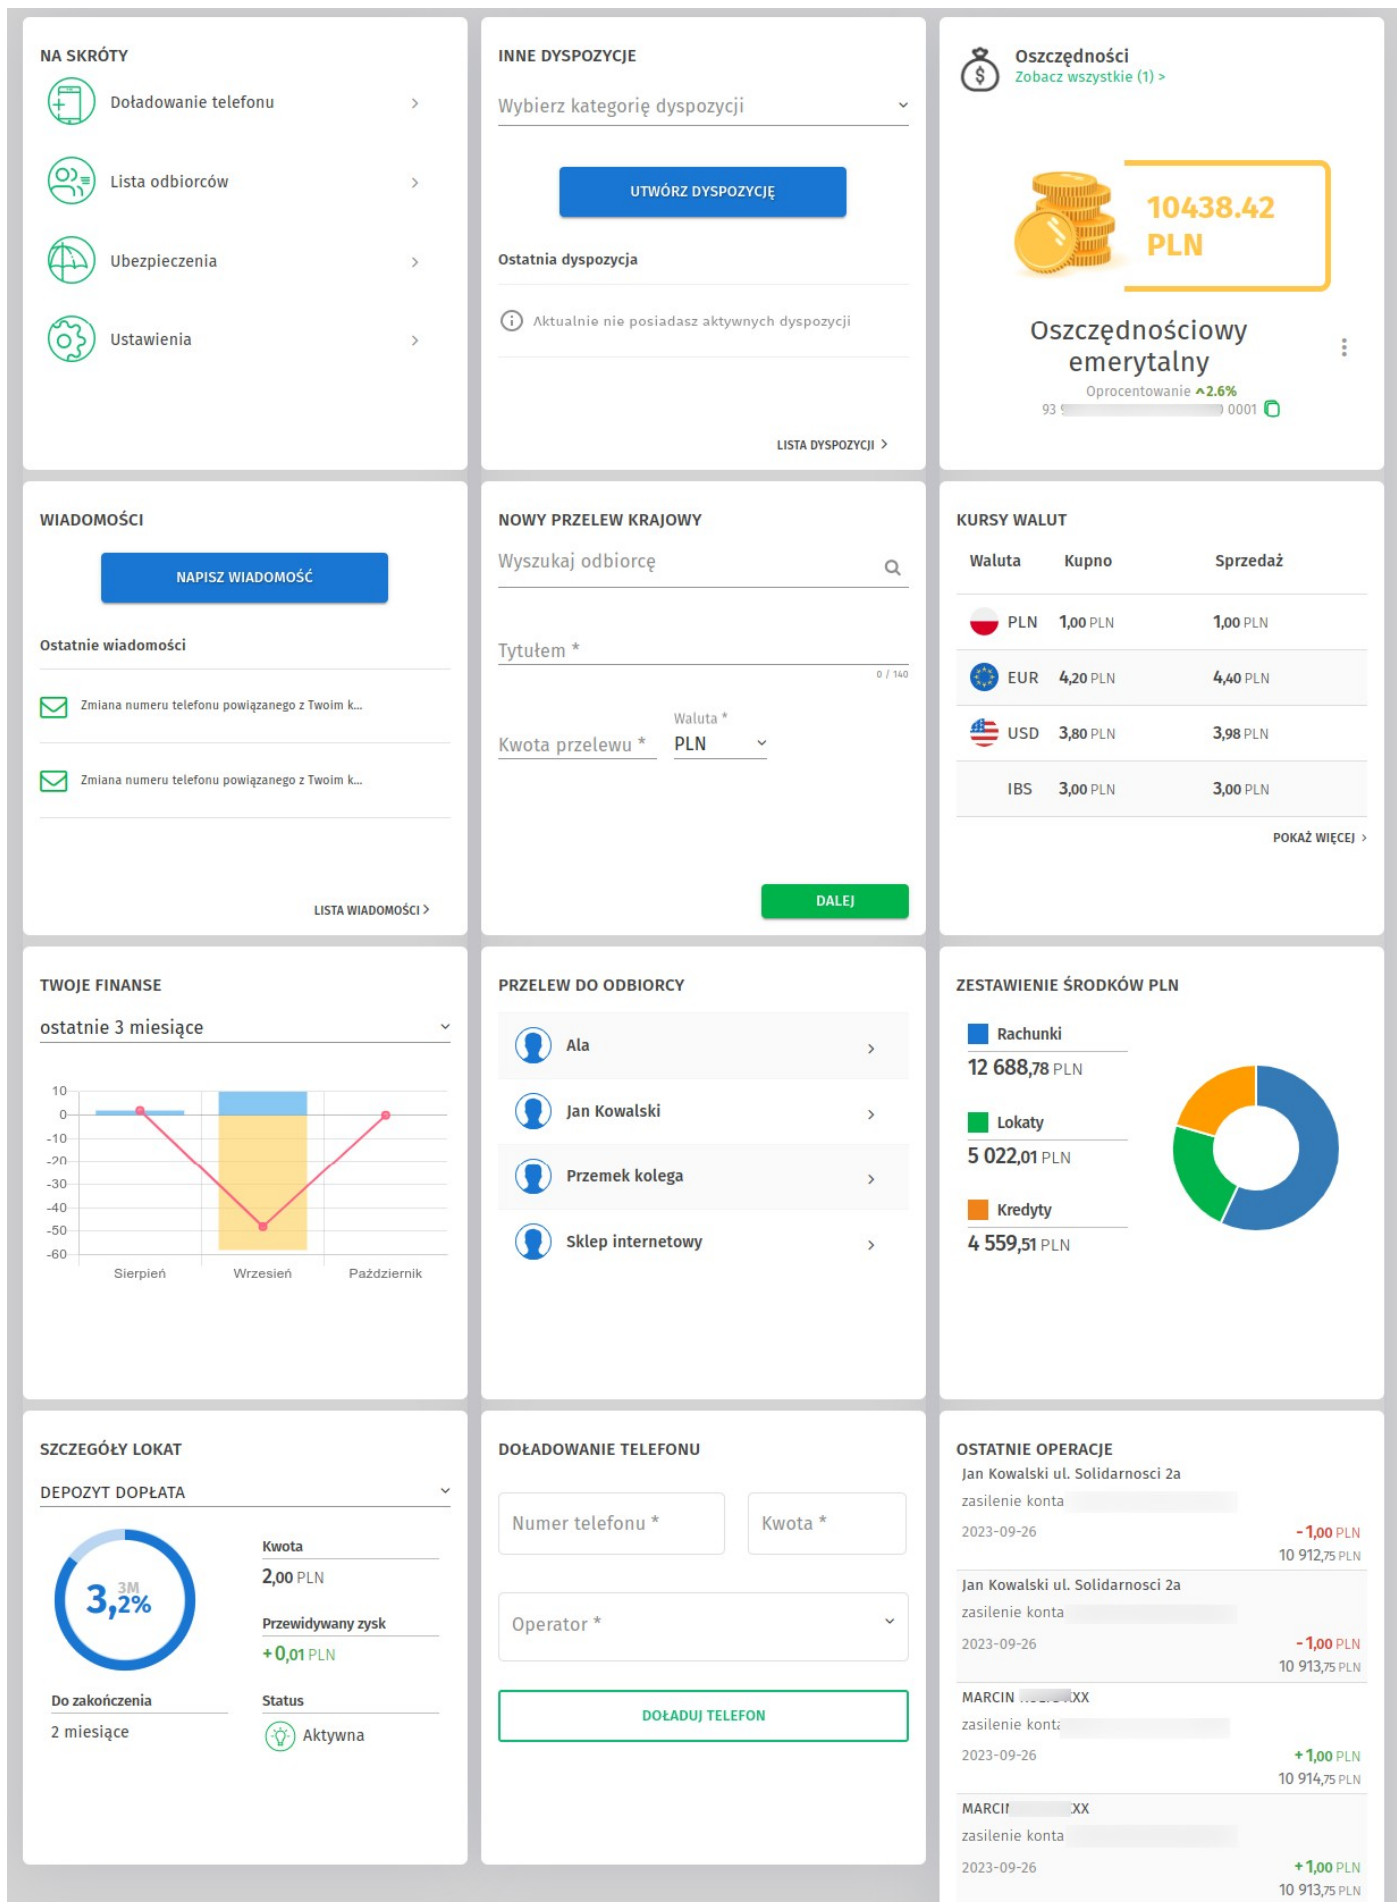 NA SKRÓTY
Doładowanie telefonu
Lista odbiorców
Ubezpieczenia
Ustawienia
INNE DYSPOZYCJE
Wybierz kategorię dyspozycji
UTWÓRZ DYSPOZYCJĘ
Ostatnia dyspozycja
Aktualnie nie posiadasz aktywnych dyspozycji
LISTA DYSPOZYCJI >
Oszczędności
Zobacz wszystkie (1) >
10438.42
PLN
Oszczędnościowy
emerytalny
Oprocentowanie ^2.6%
93 0001
WIADOMOŚCI
NAPISZ WIADOMOŚĆ
Ostatnie wiadomości
Zmiana numeru telefonu powiązanego z Twoim k...
Zmiana numeru telefonu powiązanego z Twoim k...
LISTA WIADOMOŚCI >
NOWY PRZELEW KRAJOWY
Wyszukaj odbiorcę
Tytułem *
0 / 140
Waluta *
Kwota przelewu * PLN
DALEJ
KURSY WALUT
Waluta Kupno Sprzedaż
PLN 1,00 PLN 1,00 PLN
EUR 4,20 PLN 4,40 PLN
USD 3,80 PLN 3,98 PLN
IBS 3,00 PLN 3,00 PLN
POKAŻ WIĘCEJ >
TWOJE FINANSE
ostatnie 3 miesiące
10
0
-10
-20
-30
-40
-50
-60
Sierpień Wrzesień Październik
PRZELEW DO ODBIORCY
Ala
Jan Kowalski
Przemek kolega
Sklep internetowy
ZESTAWIENIE ŚRODKÓW PLN
Rachunki
12 688,78 PLN
Lokaty
5 022,01 PLN
Kredyty
4 559,51 PLN
SZCZEGÓŁY LOKAT
DEPOZYT DOPŁATA
3M
3,2%
Kwota
2,00 PLN
Przewidywany zysk
+0,01 PLN
Do zakończenia
2 miesiące
Status
Aktywna
DOŁADOWANIE TELEFONU
Numer telefonu * Kwota *
Operator *
DOŁADUJ TELEFON
OSTATNIE OPERACJE
Jan Kowalski ul. Solidarnosci 2a
zasilenie konta
2023-09-26 -1,00 PLN
10 912,75 PLN
Jan Kowalski ul. Solidarnosci 2a
zasilenie konta
2023-09-26 -1,00 PLN
10 913,75 PLN
MARCIN XX
zasilenie konta
2023-09-26 +1,00 PLN
10 914,75 PLN
MARCIN XX
zasilenie konta
2023-09-26 +1,00 PLN
10 913,75 PLN